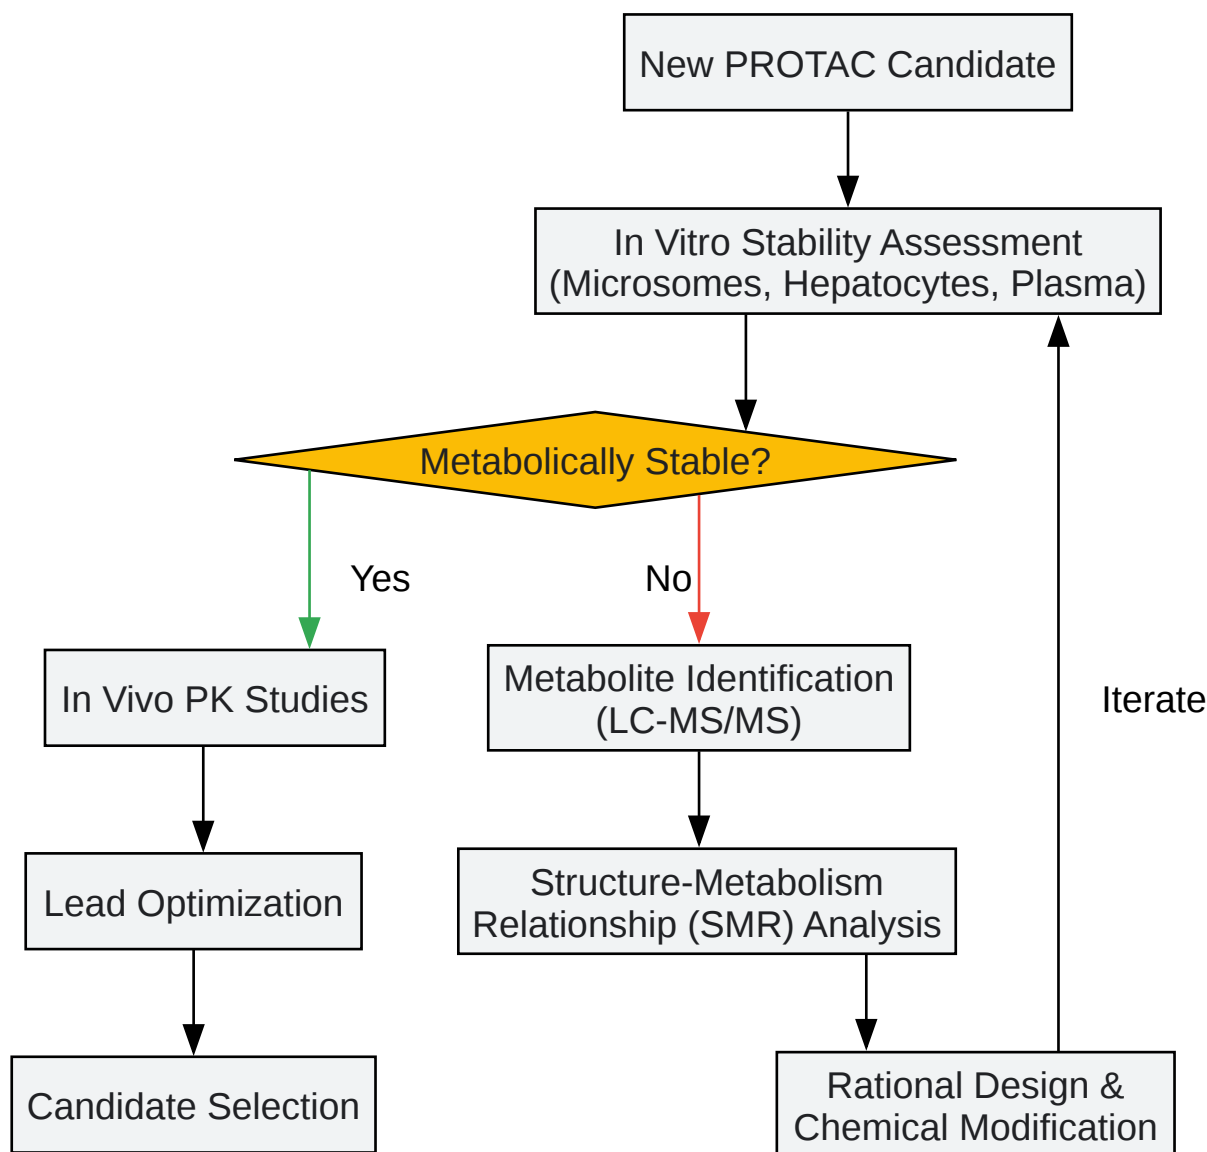 New PROTAC Candidate
In Vitro Stability Assessment
(Microsomes, Hepatocytes, Plasma)
Metabolically Stable?
Yes
No
In Vivo PK Studies
Metabolite Identification
(LC-MS/MS)
Iterate
Lead Optimization
Structure-Metabolism
Relationship (SMR) Analysis
Candidate Selection
Rational Design &
Chemical Modification